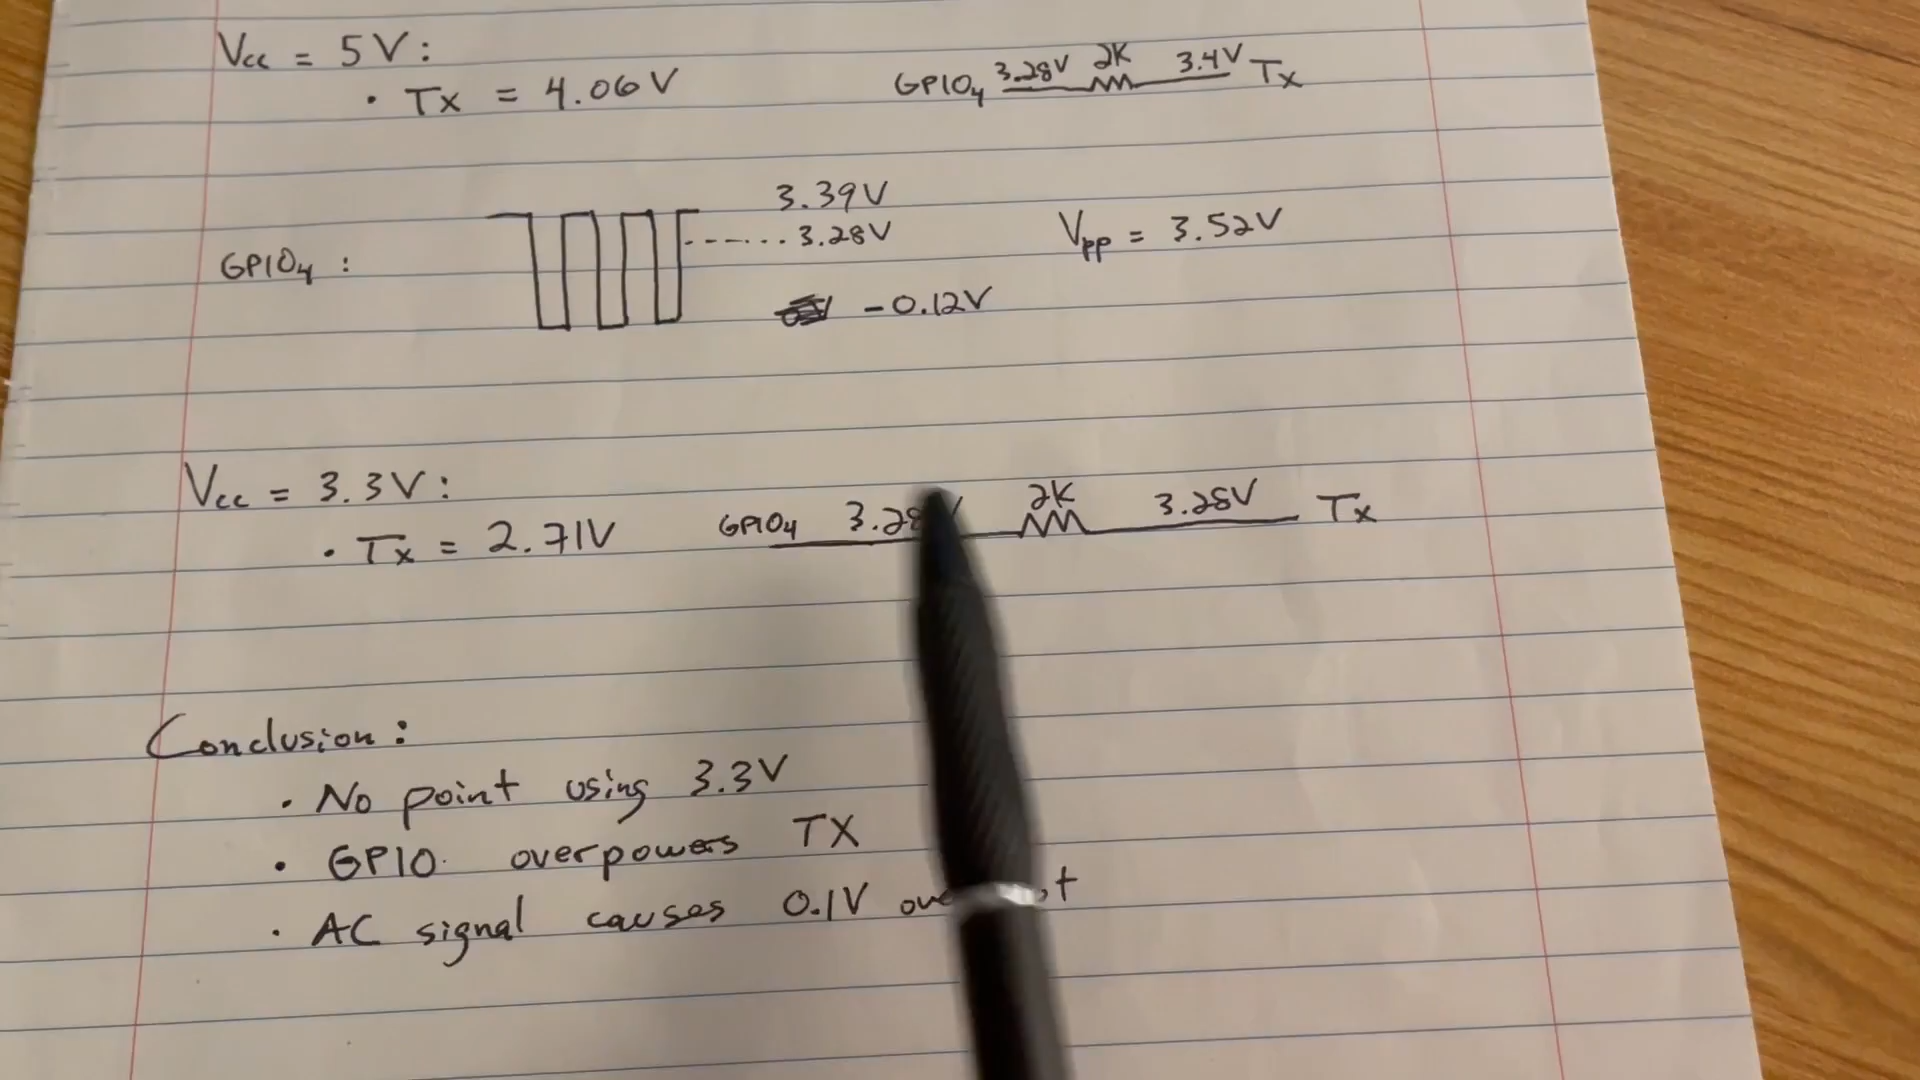 Vcc = 5V:
• Tx = 4.06V
GPIO4 3.28V 2K 3.4V Tx
3.39V
3.28V
GPIO4 :
-0.12V
Vpp = 3.52V
Vcc = 3.3V:
• Tx = 2.71V
GPIO4 3.28V 2K 3.28V Tx
Conclusion:
• No point using 3.3V
• GPIO overpowers TX
• AC signal causes 0.1V